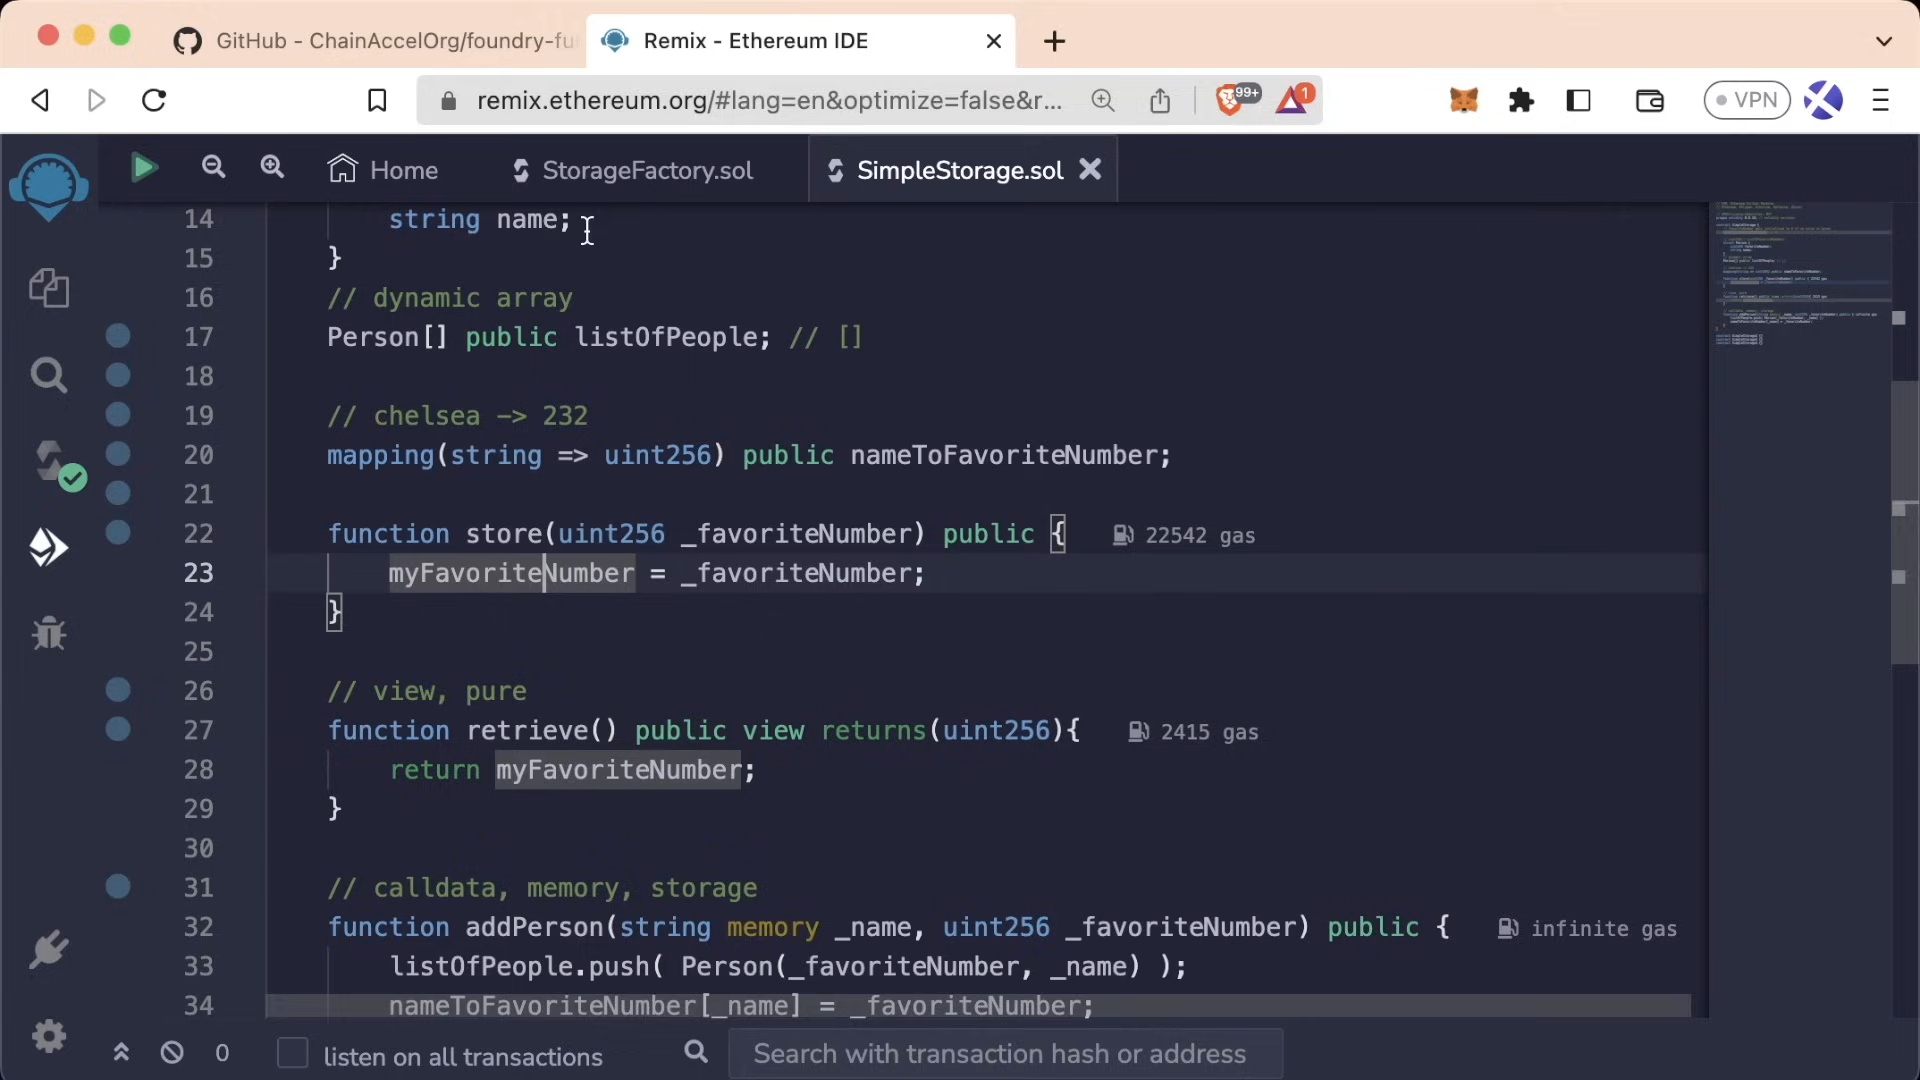 GitHub - ChainAccelOrg/foundry-fu
Remix - Ethereum IDE
remix.ethereum.org/#lang=en&optimize=false&r...
99+
1
VPN
Home
StorageFactory.sol
SimpleStorage.sol
14 string name;
15 }
16 // dynamic array
17 Person[] public listOfPeople; // []
18
19 // chelsea -> 232
20 mapping(string => uint256) public nameToFavoriteNumber;
21
22 function store(uint256 _favoriteNumber) public { 22542 gas
23 myFavoriteNumber = _favoriteNumber;
24 }
25
26 // view, pure
27 function retrieve() public view returns(uint256){ 2415 gas
28 return myFavoriteNumber;
29 }
30
31 // calldata, memory, storage
32 function addPerson(string memory _name, uint256 _favoriteNumber) public { infinite gas
33 listOfPeople.push( Person(_favoriteNumber, _name) );
34 nameToFavoriteNumber[_name] = _favoriteNumber;
0
listen on all transactions
Search with transaction hash or address